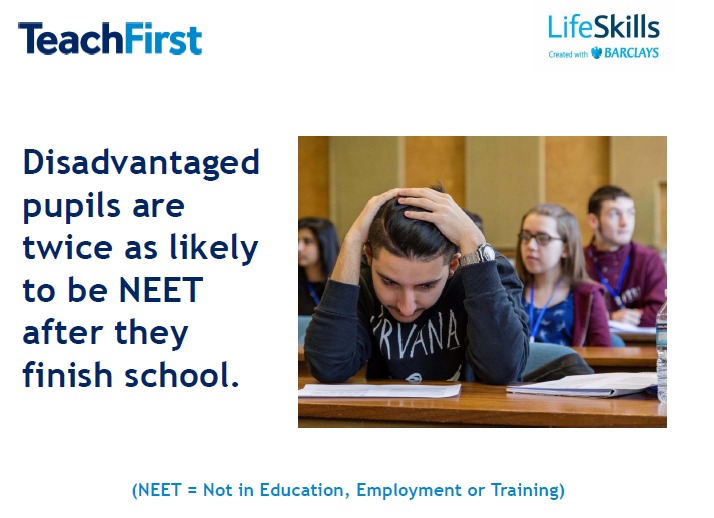 TeachFirst
LifeSkills
Created with BARCLAYS
Disadvantaged
pupils are
twice as likely
to be NEET
after they
finish school.
NIRVANA
(NEET = Not in Education, Employment or Training)